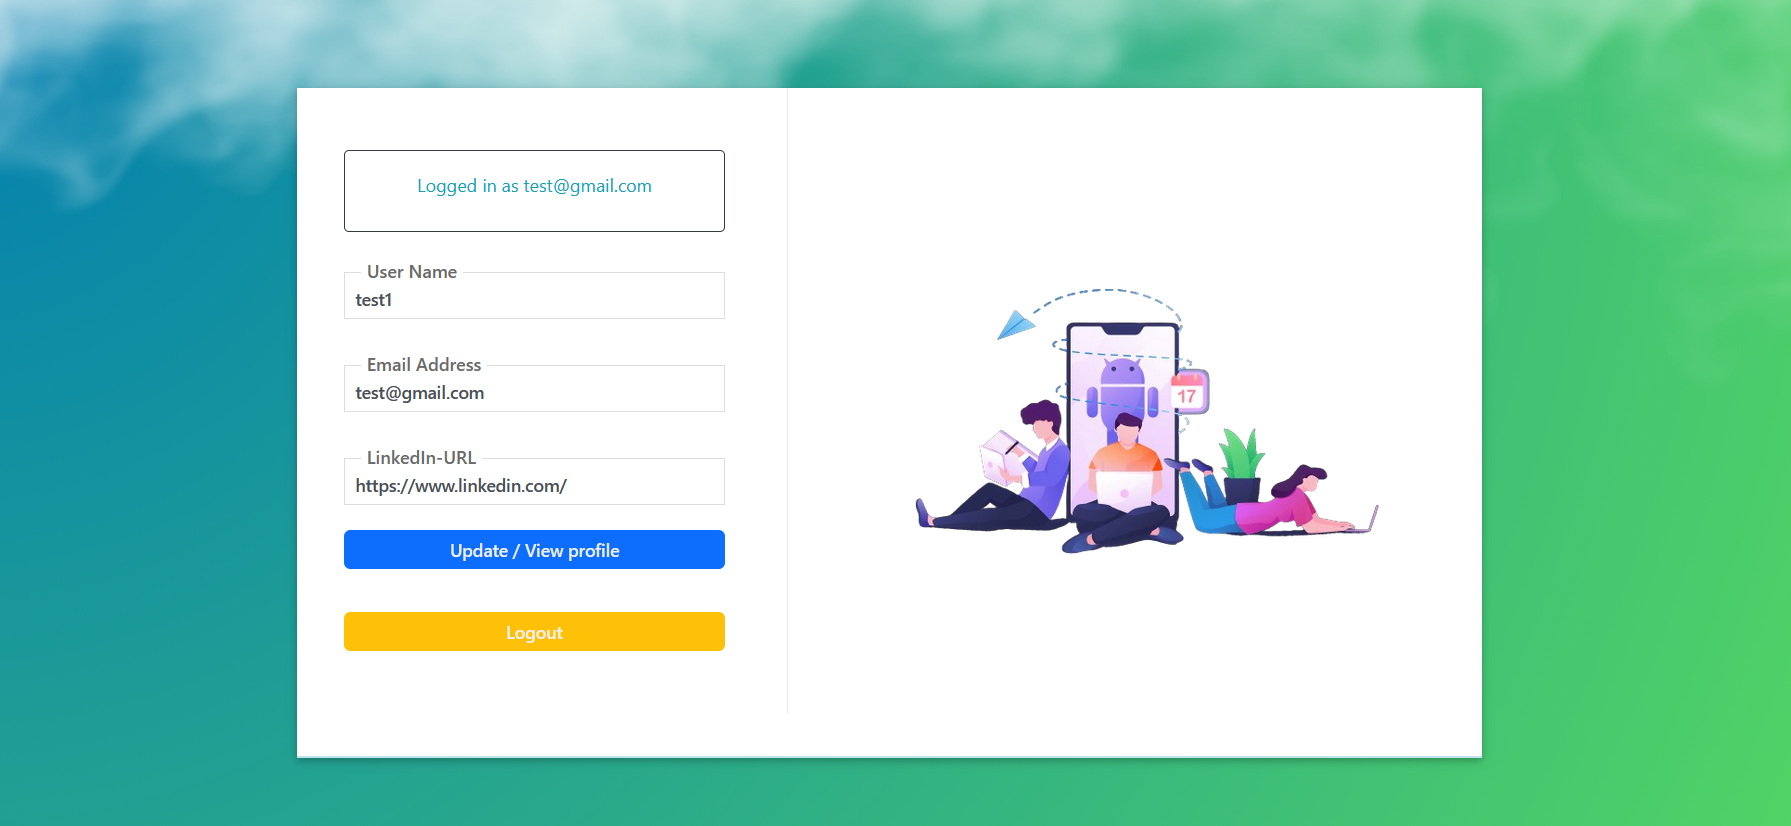 Logged in as test@gmail.com
User Name
test1
Email Address
test@gmail.com
LinkedIn-URL
https://www.linkedin.com/
Update / View profile
Logout
17